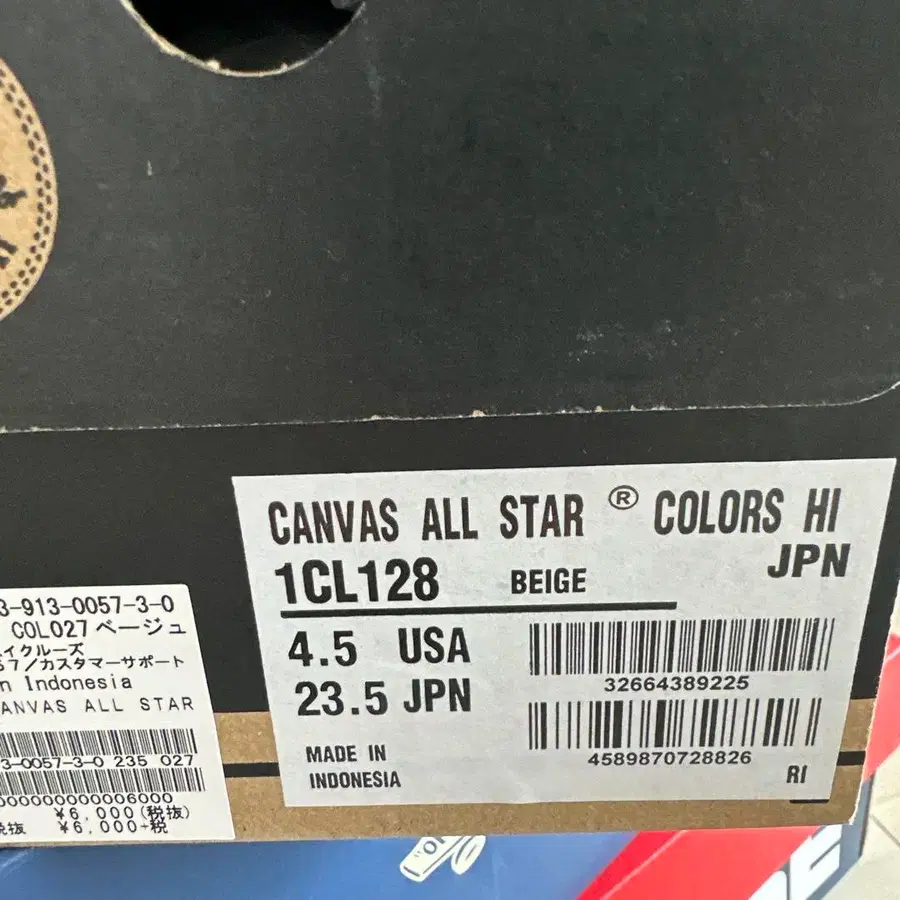 CANVAS ALL STAR ® COLORS HI
JPN
1CL128 BEIGE
4.5 USA
23.5 JPN
32664389225
4589870728826
MADE IN
INDONESIA
RI
3-913-0057-3-0
COL027 ベージュ
イクルーズ
57/カスタマーサポート
n Indonesia
ANVAS ALL STAR
3-0057-3-0 235 027
000000000006000
¥6,000(税抜)
税抜 ¥6,000+税